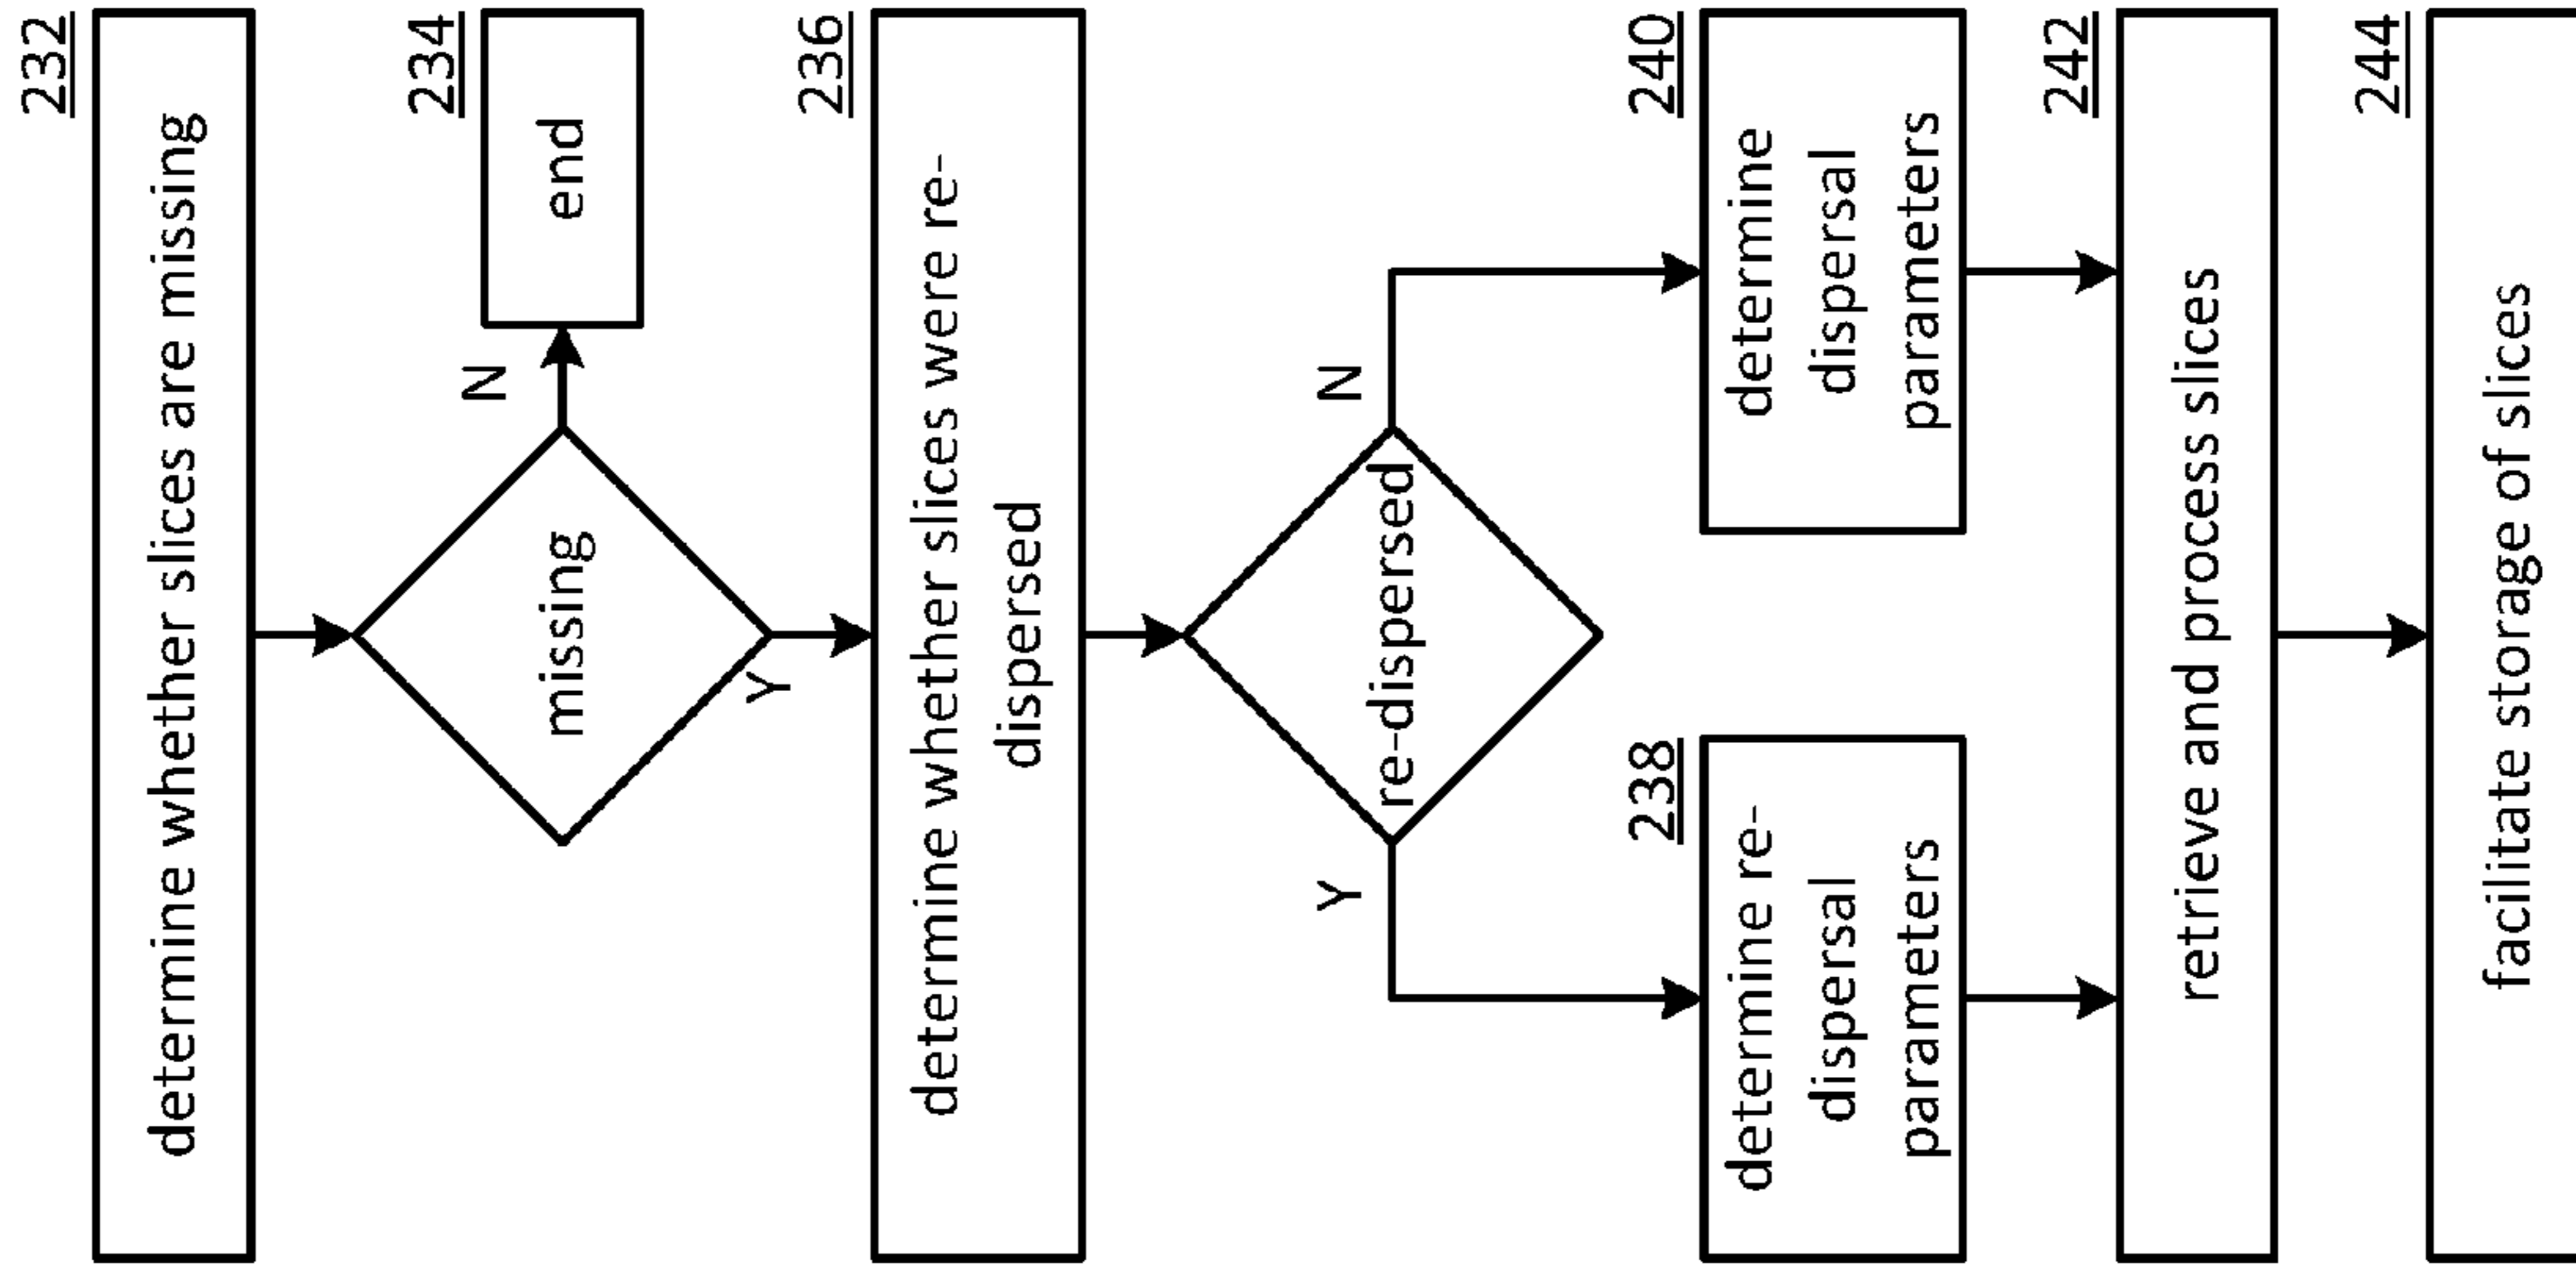 232
determine whether slices are missing
missing
N
234
end
Y
236
determine whether slices were re-
dispersed
re-dispersed
Y
N
238
determine re-
dispersal
parameters
240
determine
dispersal
parameters
242
retrieve and process slices
244
facilitate storage of slices